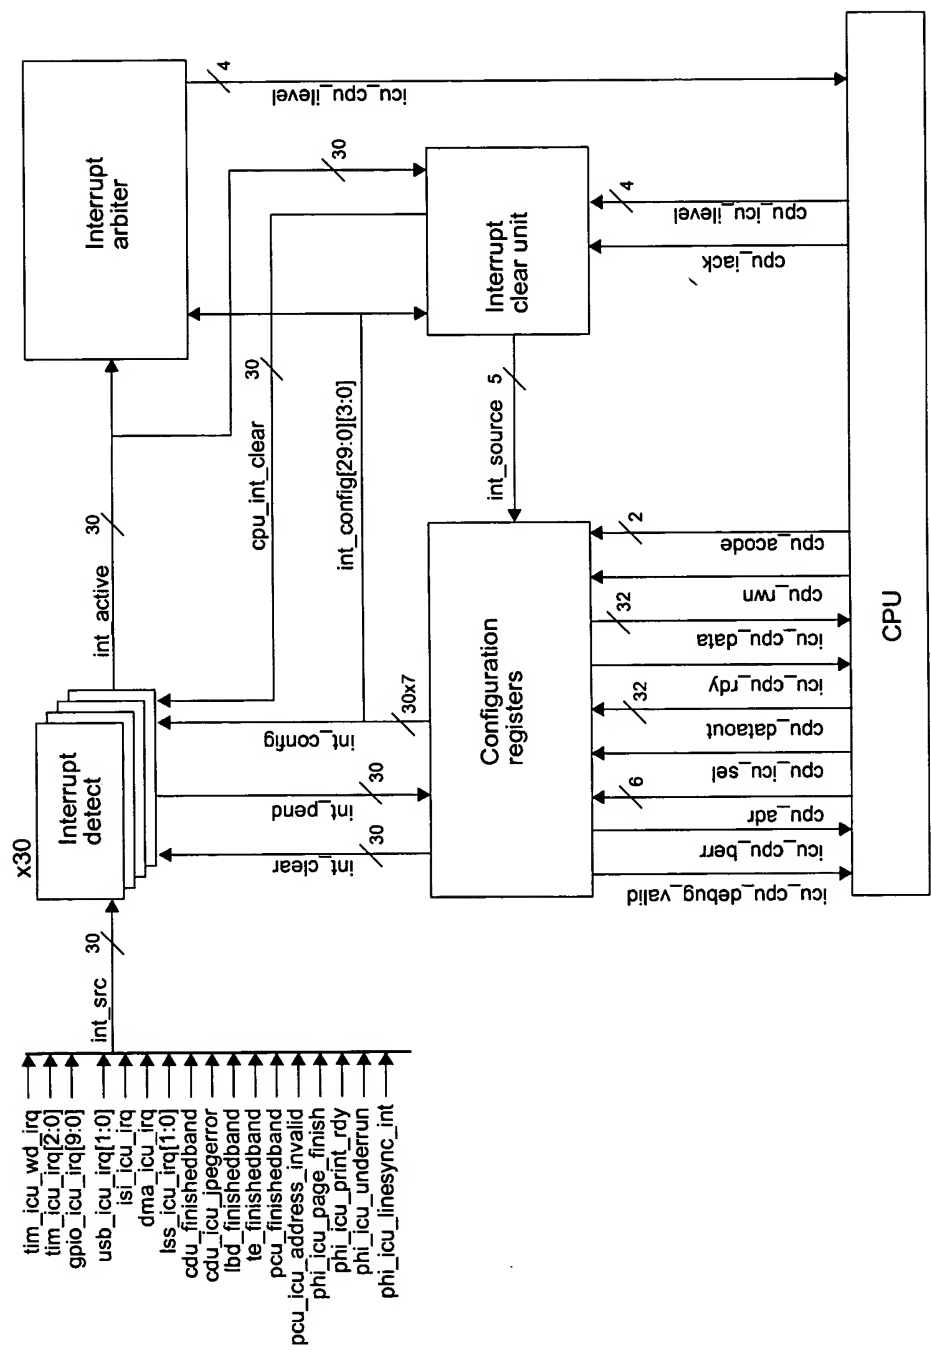 tim_icu_wd_irq
tim_icu_irq[2:0]
gpio_icu_irq[9:0]
usb_icu_irq[1:0]
isi_icu_irq
dma_icu_irq
lss_icu_irq[1:0]
cdu_finishedband
cdu_icu_jpegerror
lbd_finishedband
te_finishedband
pcu_finishedband
pcu_icu_address_invalid
phi_icu_page_finish
phi_icu_print_rdy
phi_icu_underrun
phi_icu_linesync_int
int_src
30
x30
Interrupt
detect
int_active
30
Interrupt
arbiter
4
icu_cpu_ilevel
30
cpu_int_clear
30
int_config[29:0][3:0]
int_clear
30
int_pend
30
int_config
30x7
Configuration
registers
int_source
5
Interrupt
clear unit
icu_cpu_debug_valid
icu_cpu_berr
cpu_adr
6
cpu_icu_sel
cpu_dataout
32
icu_cpu_rdy
icu_cpu_data
32
cpu_rwn
cpu_acode
2
cpu_iack
cpu_icu_ilevel
4
CPU